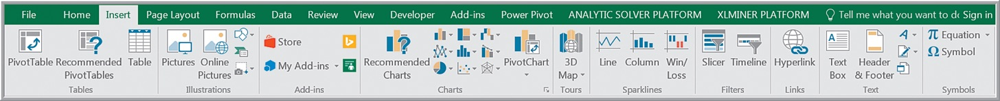 File Home Insert Page Layout Formulas Data Review View Developer Add-ins Power Pivot ANALYTIC SOLVER PLATFORM XLMINER PLATFORM Tell me what you want to dc Sign in
PivotTable Recommended PivotTables Table
Tables
Pictures Online Pictures
Illustrations
Store
My Add-ins
Add-ins
Recommended Charts PivotChart
Charts
3D Map
Tours
Line Column Win/Loss
Sparklines
Slicer Timeline
Filters
Hyperlink
Links
Text Box Header & Footer
Text
π Equation
Ω Symbol
Symbols